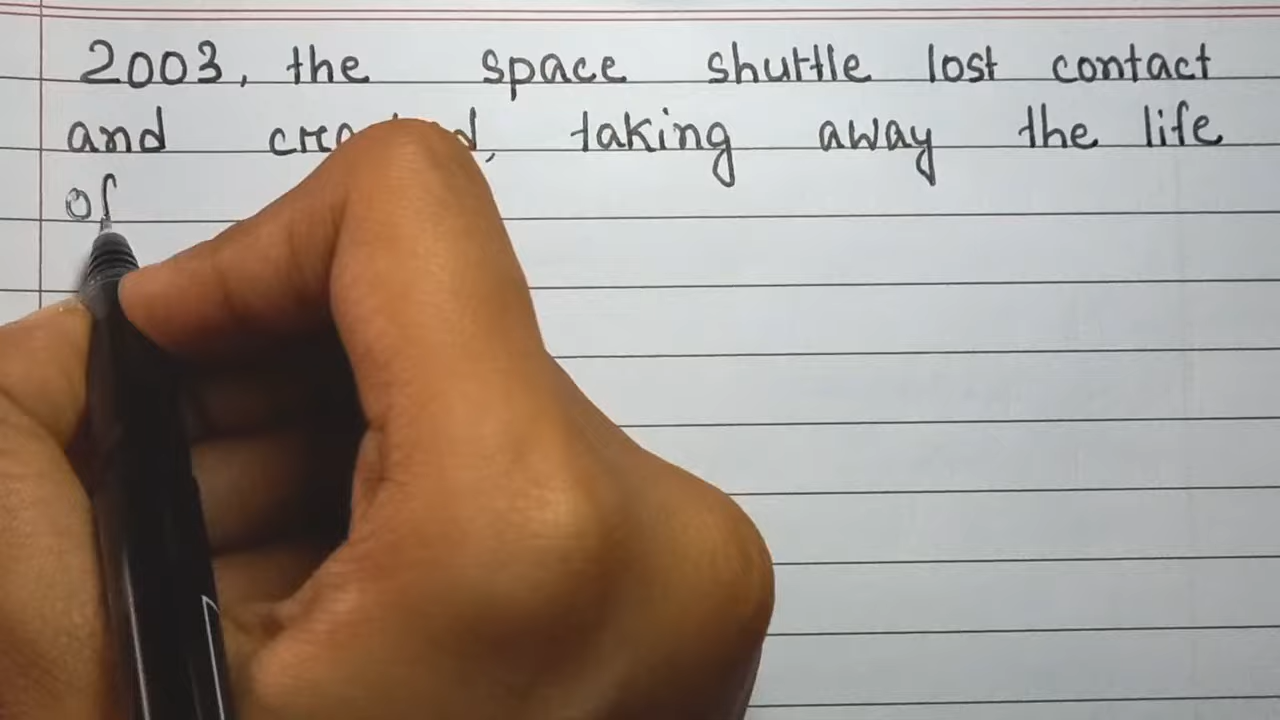 2003, the space shuttle lost contact
and taking away the life
of